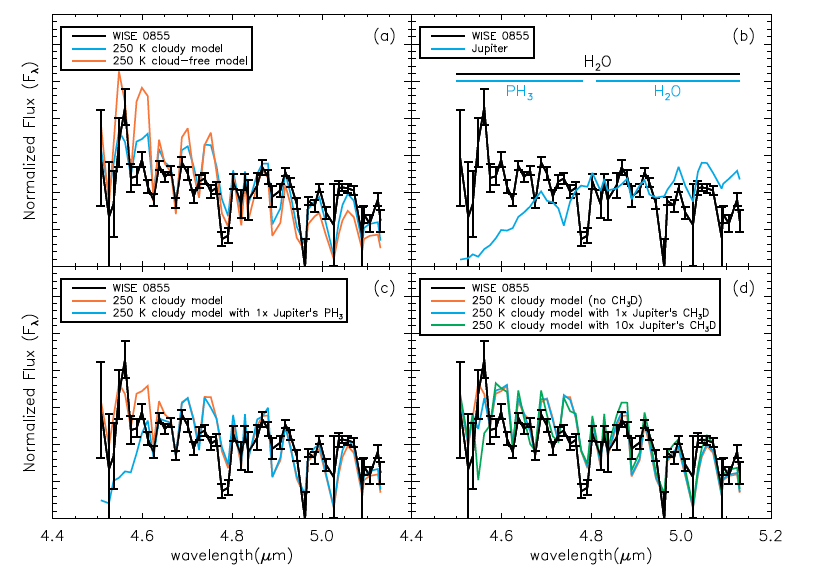 WISE 0855
250 K cloudy model
250 K cloud-free model
(a)
WISE 0855
Jupiter
(b)
H₂O
PH₃
H₂O
Normalized Flux (Fλ)
WISE 0855
250 K cloudy model
250 K cloudy model with 1x Jupiter's PH₃
(c)
WISE 0855
250 K cloudy model (no CH₃D)
250 K cloudy model with 1x Jupiter's CH₃D
250 K cloudy model with 10x Jupiter's CH₃D
(d)
Normalized Flux (Fλ)
4.4 4.6 4.8 5.0 4.4 4.6 4.8 5.0 5.2
wavelength(μm) wavelength(μm)